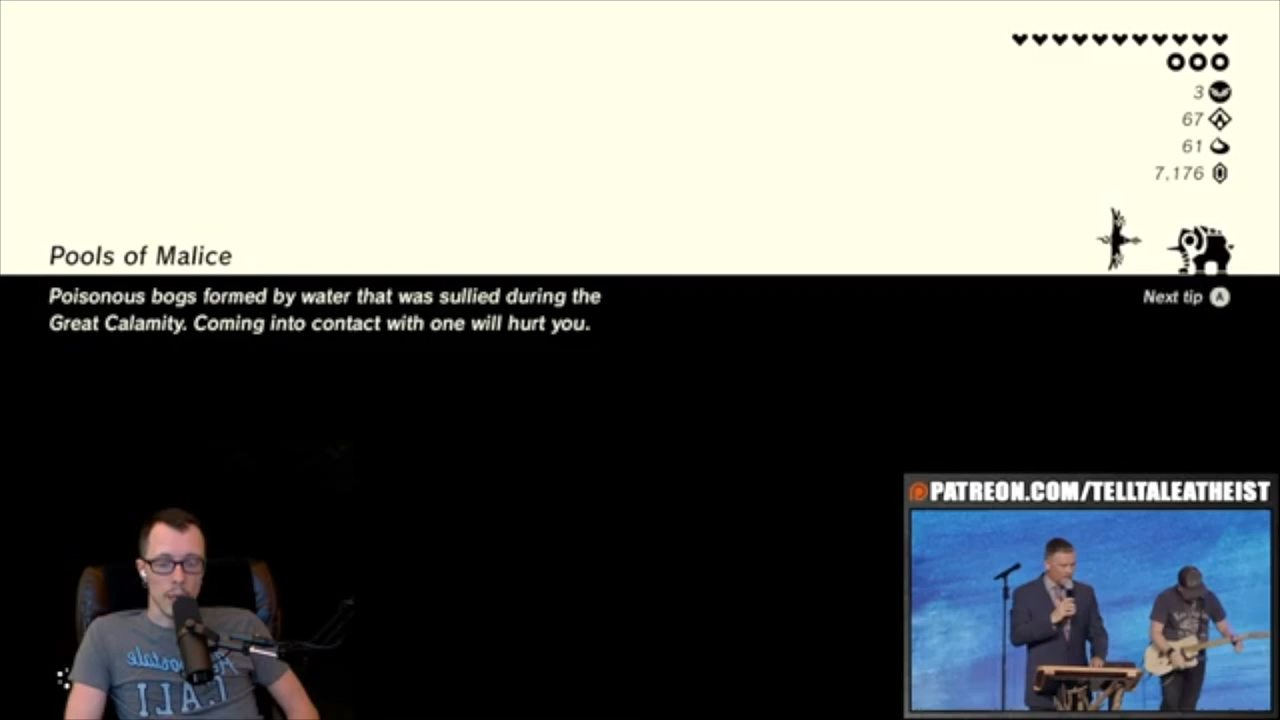 3
67
61
7,176
Pools of Malice
Poisonous bogs formed by water that was sullied during the
Great Calamity. Coming into contact with one will hurt you.
Next tip A
PATREON.COM/TELLTALEATHEIST
CALI